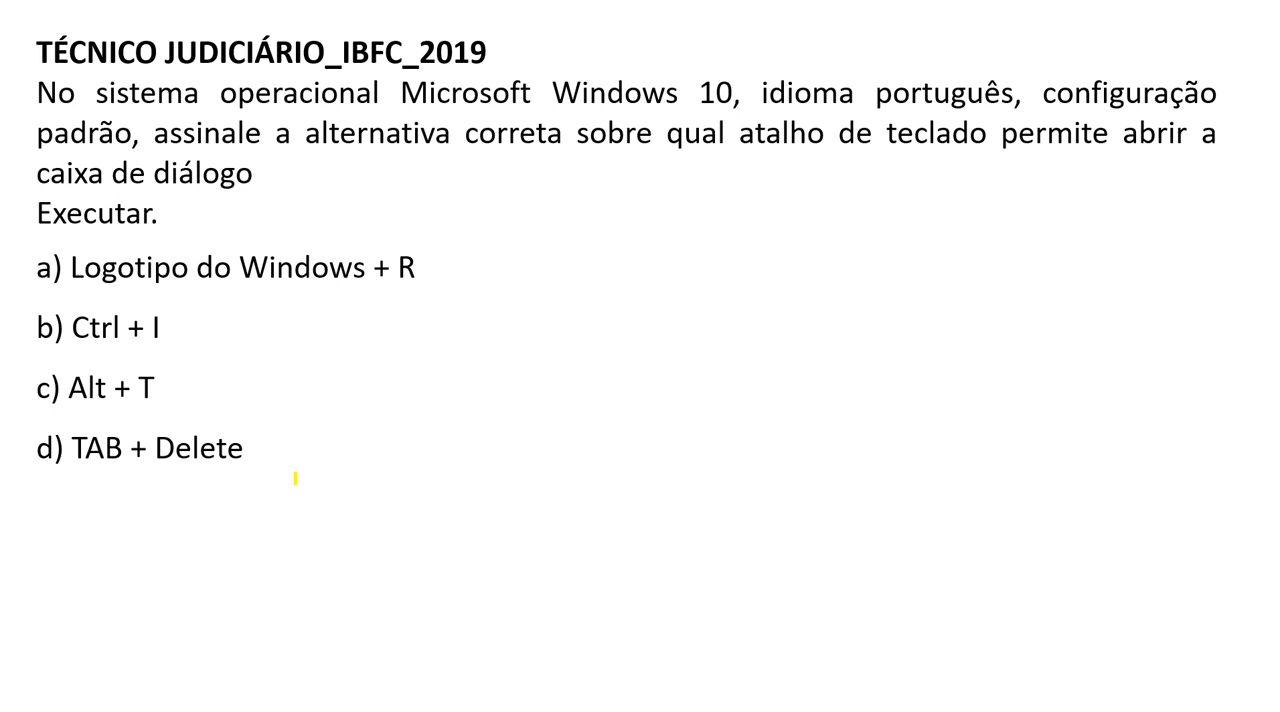 TÉCNICO JUDICIÁRIO_IBFC_2019
No sistema operacional Microsoft Windows 10, idioma português, configuração
padrão, assinale a alternativa correta sobre qual atalho de teclado permite abrir a
caixa de diálogo
Executar.
a) Logotipo do Windows + R
b) Ctrl + I
c) Alt + T
d) TAB + Delete